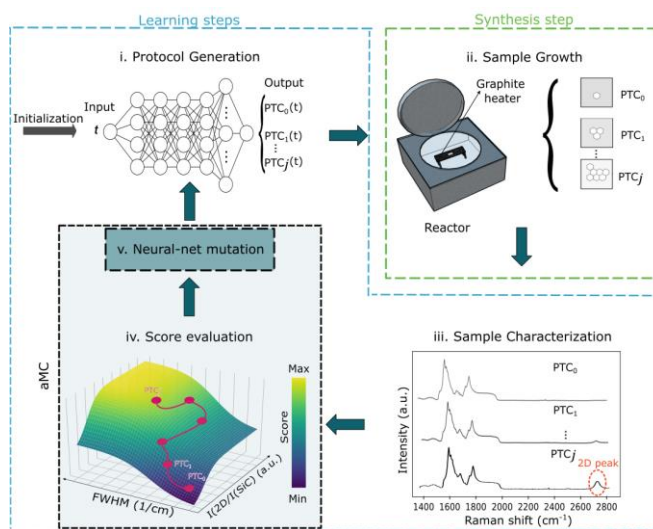 Learning steps
Synthesis step
i. Protocol Generation
Initialization
Input
t
Output
PTC₀(t)
PTC₁(t)
⋮
PTCj(t)
ii. Sample Growth
Graphite
heater
Reactor
PTC₀
PTC₁
⋮
PTCj
v. Neural-net mutation
iv. Score evaluation
aMC
PTC
PTC₁
PTC₀
FWHM (1/cm)
I(2D/I(SiC) (a.u.)
Max
Score
Min
iii. Sample Characterization
PTC₀
PTC₁
⋮
PTCj
2D peak
Intensity (a.u.)
1400 1600 1800 2000 2200 2400 2600 2800
Raman shift (cm⁻¹)